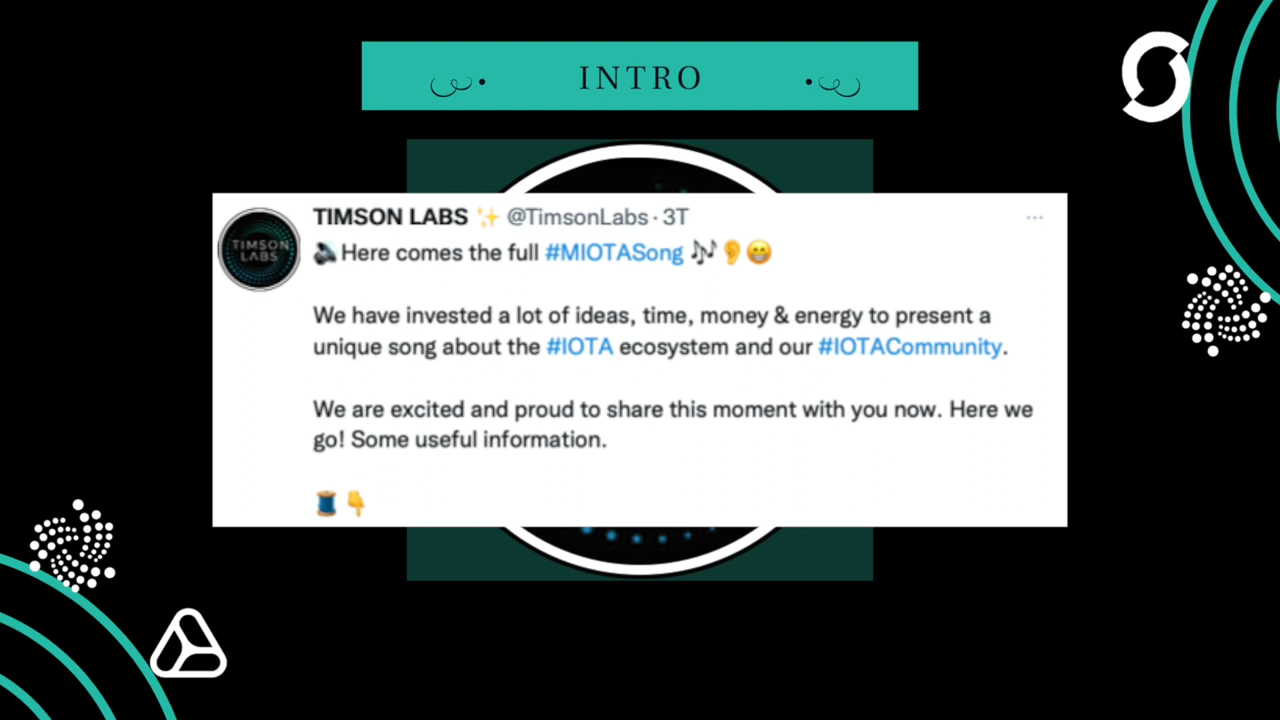 INTRO
TIMSON LABS ✨ @TimsonLabs · 3T
🔊Here comes the full #MIOTASong 🎶👂😁
We have invested a lot of ideas, time, money & energy to present a
unique song about the #IOTA ecosystem and our #IOTACommunity.
We are excited and proud to share this moment with you now. Here we
go! Some useful information.
🧵👇
TIMSON
LABS